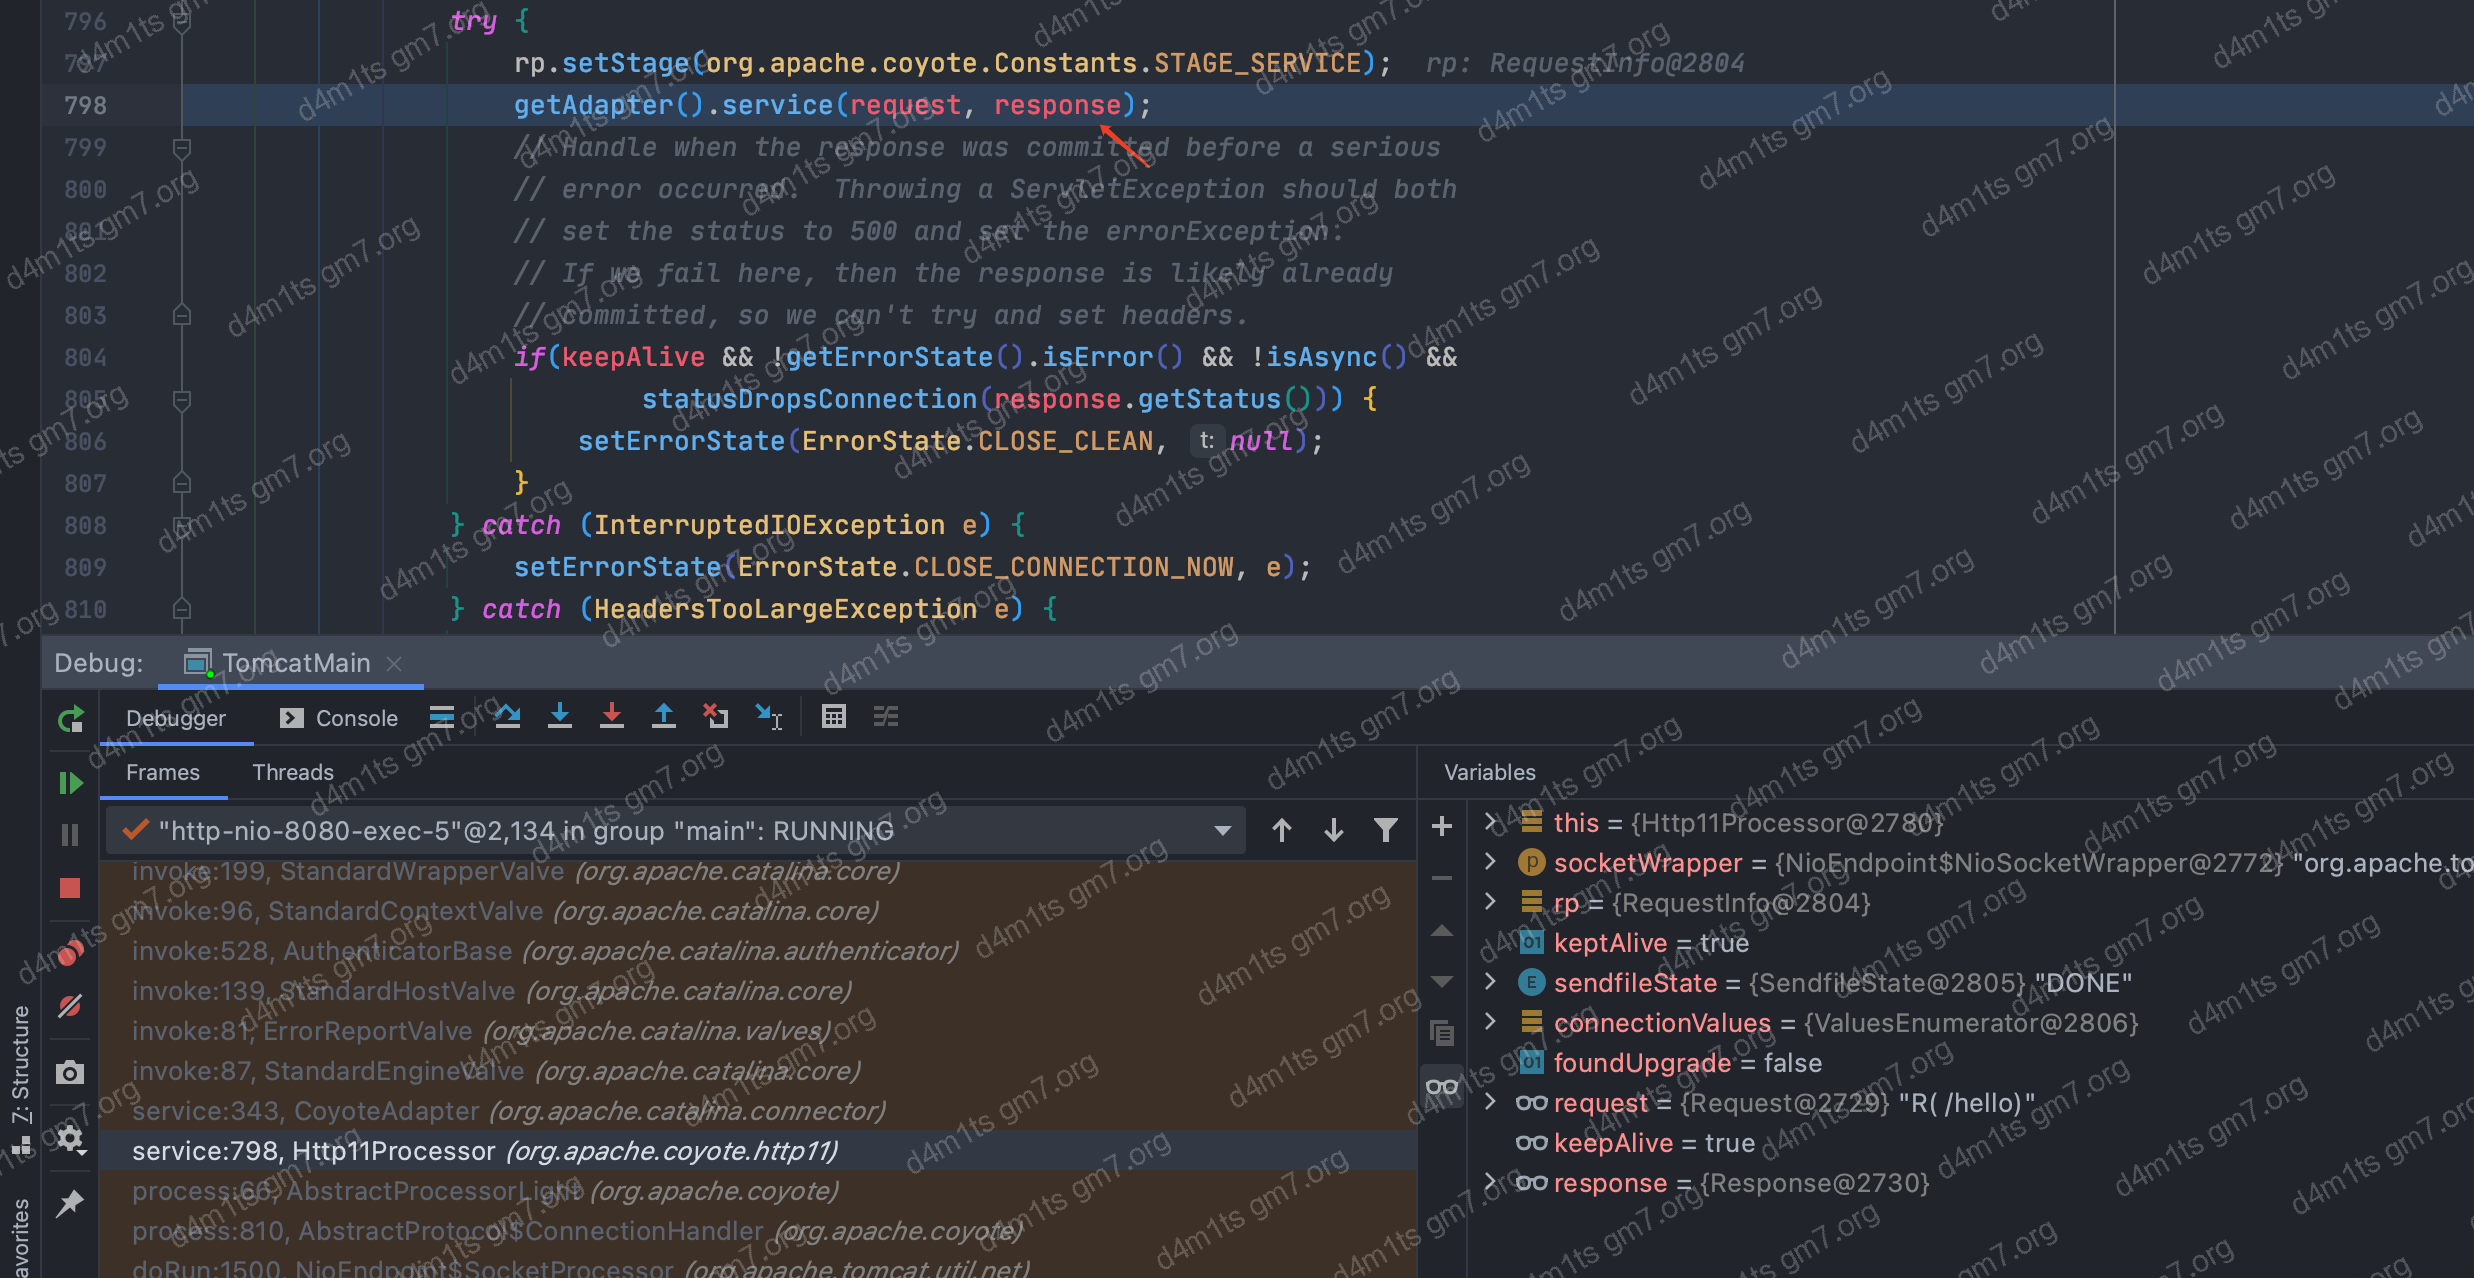 796 try {
797 rp.setStage(org.apache.coyote.Constants.STAGE_SERVICE); rp: RequestInfo@2804
798 getAdapter().service(request, response);
799 // Handle when the response was committed before a serious
800 // error occurred. Throwing a ServletException should both
801 // set the status to 500 and set the errorException.
802 // If we fail here, then the response is likely already
803 // committed, so we can't try and set headers.
804 if(keepAlive && !getErrorState().isError() && !isAsync() &&
805 statusDropsConnection(response.getStatus())) {
806 setErrorState(ErrorState.CLOSE_CLEAN, t: null);
807 }
808 } catch (InterruptedIOException e) {
809 setErrorState(ErrorState.CLOSE_CONNECTION_NOW, e);
810 } catch (HeadersTooLargeException e) {
Debug: TomcatMain
Debugger Console
Frames Threads
"http-nio-8080-exec-5"@2,134 in group "main": RUNNING
invoke:199, StandardWrapperValve (org.apache.catalina.core)
invoke:96, StandardContextValve (org.apache.catalina.core)
invoke:528, AuthenticatorBase (org.apache.catalina.authenticator)
invoke:139, StandardHostValve (org.apache.catalina.core)
invoke:81, ErrorReportValve (org.apache.catalina.valves)
invoke:87, StandardEngineValve (org.apache.catalina.core)
service:343, CoyoteAdapter (org.apache.catalina.connector)
service:798, Http11Processor (org.apache.coyote.http11)
process:66, AbstractProcessorLight (org.apache.coyote)
process:810, AbstractProtocol$ConnectionHandler (org.apache.coyote)
doRun:1500, NioEndpoint$SocketProcessor (org.apache.tomcat.util.net)
Variables
this = {Http11Processor@2780}
socketWrapper = {NioEndpoint$NioSocketWrapper@2772} "org.apache.to
rp = {RequestInfo@2804}
keptAlive = true
sendfileState = {SendfileState@2805} "DONE"
connectionValues = {ValuesEnumerator@2806}
foundUpgrade = false
request = {Request@2729} "R( /hello)"
keepAlive = true
response = {Response@2730}
7: Structure
avorites
d4m1ts gm7.org